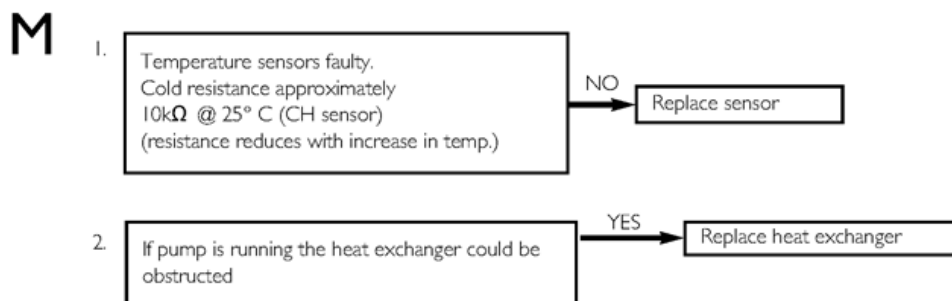 M
1.
Temperature sensors faulty.
Cold resistance approximately
10kΩ @ 25° C (CH sensor)
(resistance reduces with increase in temp.)
NO
Replace sensor
2.
If pump is running the heat exchanger could be
obstructed
YES
Replace heat exchanger